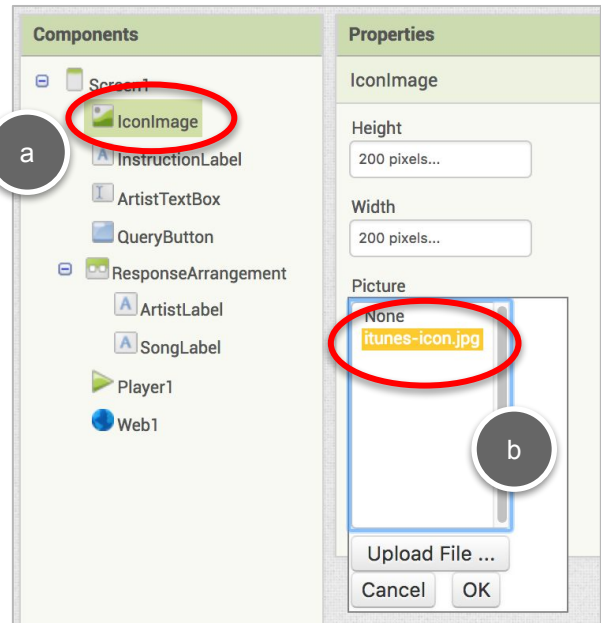 Components
Screen1
IconImage
a
InstructionLabel
ArtistTextBox
QueryButton
ResponseArrangement
ArtistLabel
SongLabel
Player1
Web1
Properties
IconImage
Height
200 pixels...
Width
200 pixels...
Picture
None
itunes-icon.jpg
b
Upload File ...
Cancel OK